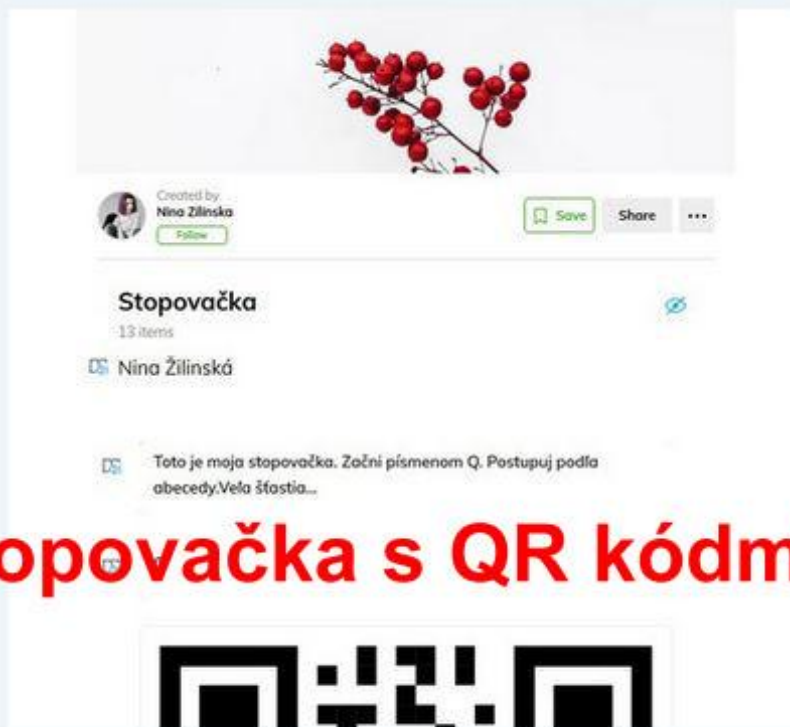 Created by
Nina Zilinska
Follow
Save
Share
Stopovačka
13 items
Nina Žilinská
Toto je moja stopovačka. Začni písmenom Q. Postupuj podľa
abecedy.Veľa šťastia...
opovačka s QR kódm